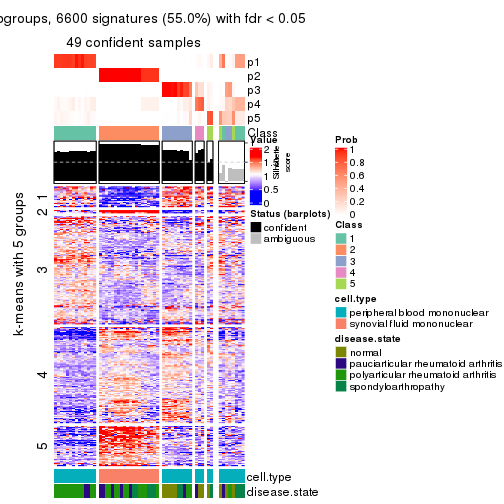 ogroups, 6600 signatures (55.0%) with fdr < 0.05
49 confident samples
p1
p2
p3
p4
p5
Class
k-means with 5 groups
1
2
3
4
5
cell.type
disease.state
Value
2
1.5
1
0.5
0
Silhouette
score
Status (barplots)
confident
ambiguous
Prob
1
0.8
0.6
0.4
0.2
0
Class
1
2
3
4
5
cell.type
peripheral blood mononuclear
synovial fluid mononuclear
disease.state
normal
pauciarticular rheumatoid arthritis
polyarticular rheumatoid arthritis
spondyloarthropathy